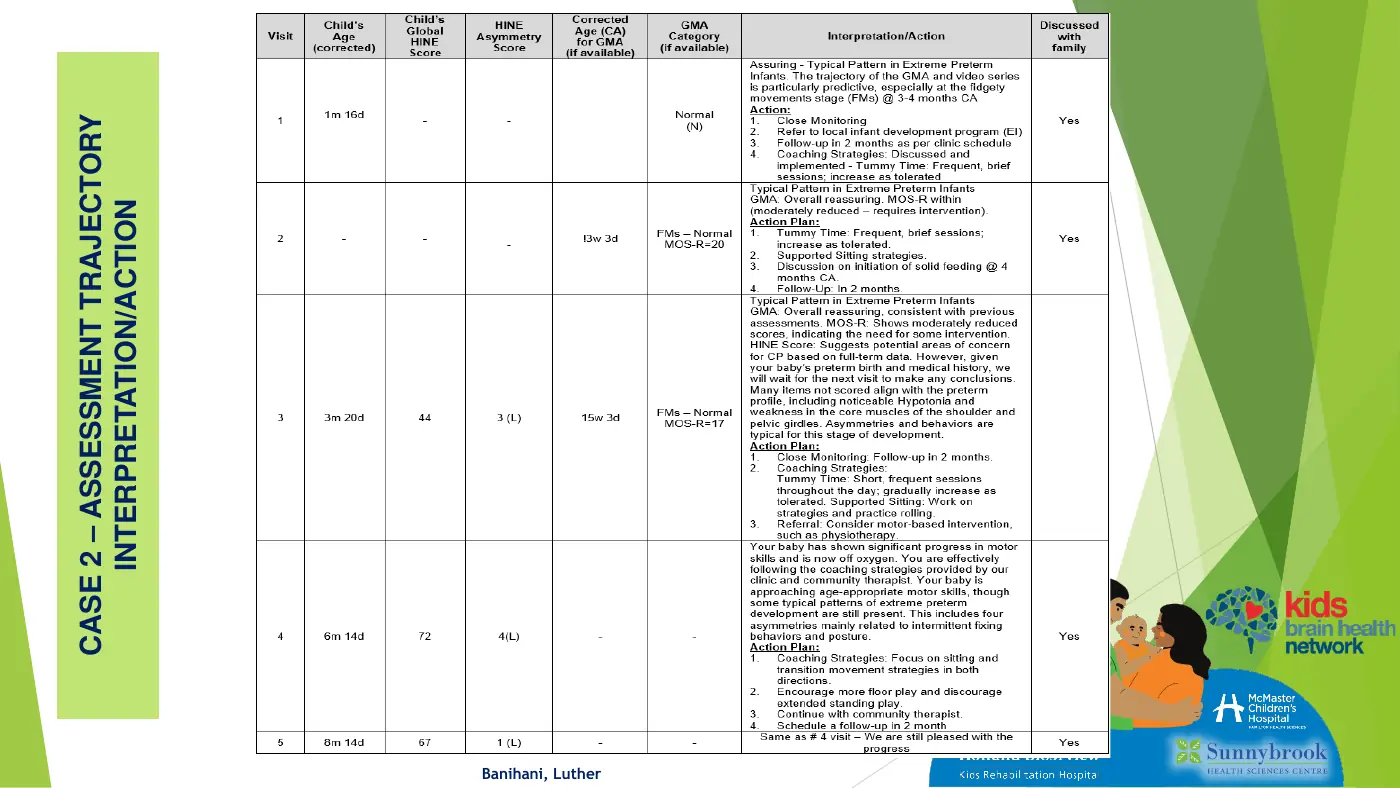 CASE 2 – ASSESSMENT TRAJECTORY
INTERPRETATION/ACTION
Visit
Child's
Age
(corrected)
Child's
Global
HINE
Score
HINE
Asymmetry
Score
Corrected
Age (CA)
for GMA
(if available)
GMA
Category
(if available)
Interpretation/Action
Discussed
with
family
1
1m 16d
-
-
Normal
(N)
Assuring - Typical Pattern in Extreme Preterm
Infants. The trajectory of the GMA and video series
is particularly predictive, especially at the fidgety
movements stage (FMs) @ 3-4 months CA
Action:
1. Close Monitoring
2. Refer to local infant development program (EI)
3. Follow-up in 2 months as per clinic schedule
4. Coaching Strategies: Discussed and
implemented - Tummy Time: Frequent, brief
sessions; increase as tolerated
Yes
2
-
-
-
!3w 3d
FMs – Normal
MOS-R=20
Typical Pattern in Extreme Preterm Infants
GMA: Overall reassuring. MOS-R within
(moderately reduced – requires intervention).
Action Plan:
1. Tummy Time: Frequent, brief sessions;
increase as tolerated.
2. Supported Sitting strategies.
3. Discussion on initiation of solid feeding @ 4
months CA.
4. Follow-Up: In 2 months.
Yes
3
3m 20d
44
3 (L)
15w 3d
FMs – Normal
MOS-R=17
Typical Pattern in Extreme Preterm Infants
GMA: Overall reassuring, consistent with previous
assessments. MOS-R: Shows moderately reduced
scores, indicating the need for some intervention.
HINE Score: Suggests potential areas of concern
for CP based on full-term data. However, given
your baby's preterm birth and medical history, we
will wait for the next visit to make any conclusions.
Many items not scored align with the preterm
profile, including noticeable Hypotonia and
weakness in the core muscles of the shoulder and
pelvic girdles. Asymmetries and behaviors are
typical for this stage of development.
Action Plan:
1. Close Monitoring: Follow-up in 2 months.
2. Coaching Strategies:
Tummy Time: Short, frequent sessions
throughout the day; gradually increase as
tolerated. Supported Sitting: Work on
strategies and practice rolling.
3. Referral: Consider motor-based intervention,
such as physiotherapy.
4
6m 14d
72
4(L)
-
-
Your baby has shown significant progress in motor
skills and is now off oxygen. You are effectively
following the coaching strategies provided by our
clinic and community therapist. Your baby is
approaching age-appropriate motor skills, though
some typical patterns of extreme preterm
development are still present. This includes four
asymmetries mainly related to intermittent fixing
behaviors and posture.
Action Plan:
1. Coaching Strategies: Focus on sitting and
transition movement strategies in both
directions.
2. Encourage more floor play and discourage
extended standing play.
3. Continue with community therapist.
4. Schedule a follow-up in 2 month
Yes
5
8m 14d
67
1 (L)
-
-
Same as # 4 visit – We are still pleased with the
progress
Yes
Banihani, Luther
kids
brain health
network
McMaster
Children's
Hospital
HAMILTON HEALTH SCIENCES
Kids Rehabilitation Hospital
Sunnybrook
HEALTH SCIENCES CENTRE